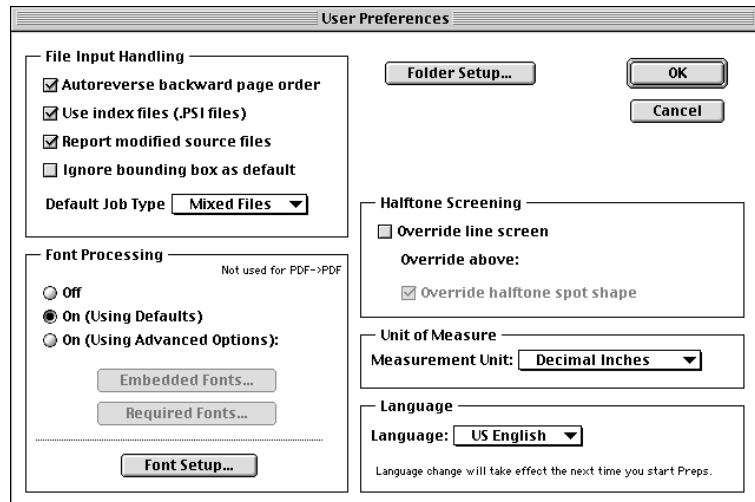 User Preferences
File Input Handling
Autoreverse backward page order
Use index files (.PSI files)
Report modified source files
Ignore bounding box as default
Default Job Type Mixed Files
Font Processing
Not used for PDF->PDF
Off
On (Using Defaults)
On (Using Advanced Options):
Embedded Fonts...
Required Fonts...
Font Setup...
Folder Setup...
OK
Cancel
Halftone Screening
Override line screen
Override above:
Override halftone spot shape
Unit of Measure
Measurement Unit: Decimal Inches
Language
Language: US English
Language change will take effect the next time you start Preps.